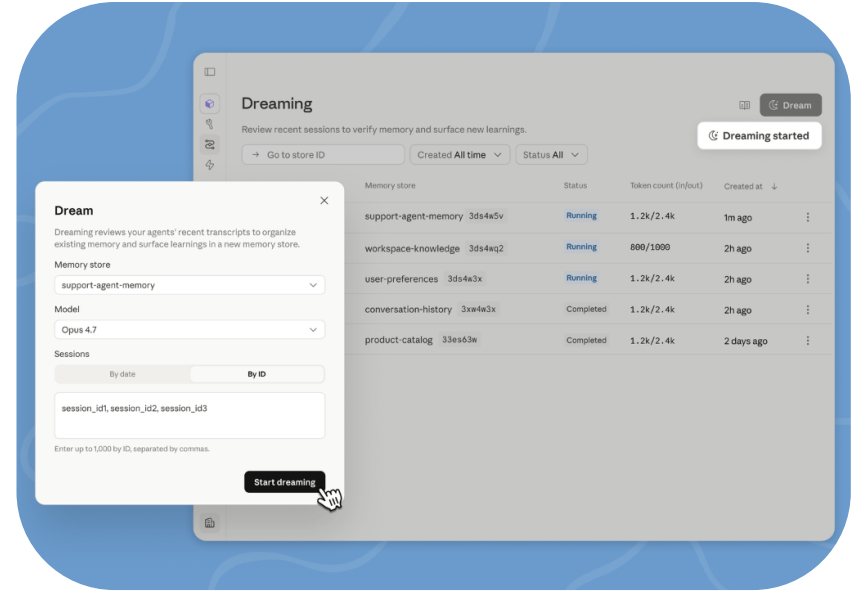 Dreaming
Dream
Review recent sessions to verify memory and surface new learnings.
Dreaming started
Go to store ID
Created All time
Status All
Memory store Status Token count (in/out) Created at
support-agent-memory 3ds4w5v Running 1.2k/2.4k 1m ago
workspace-knowledge 3ds4wq2 Running 800/1000 2h ago
user-preferences 3ds4w3x Running 1.2k/2.4k 2h ago
conversation-history 3xw4w3x Completed 1.2k/2.4k 2h ago
product-catalog 33es63w Completed 1.2k/2.4k 2 days ago
Dream
Dreaming reviews your agents' recent transcripts to organize
existing memory and surface learnings in a new memory store.
Memory store
support-agent-memory
Model
Opus 4.7
Sessions
By date By ID
session_id1, session_id2, session_id3
Enter up to 1,000 by ID, separated by commas.
Start dreaming